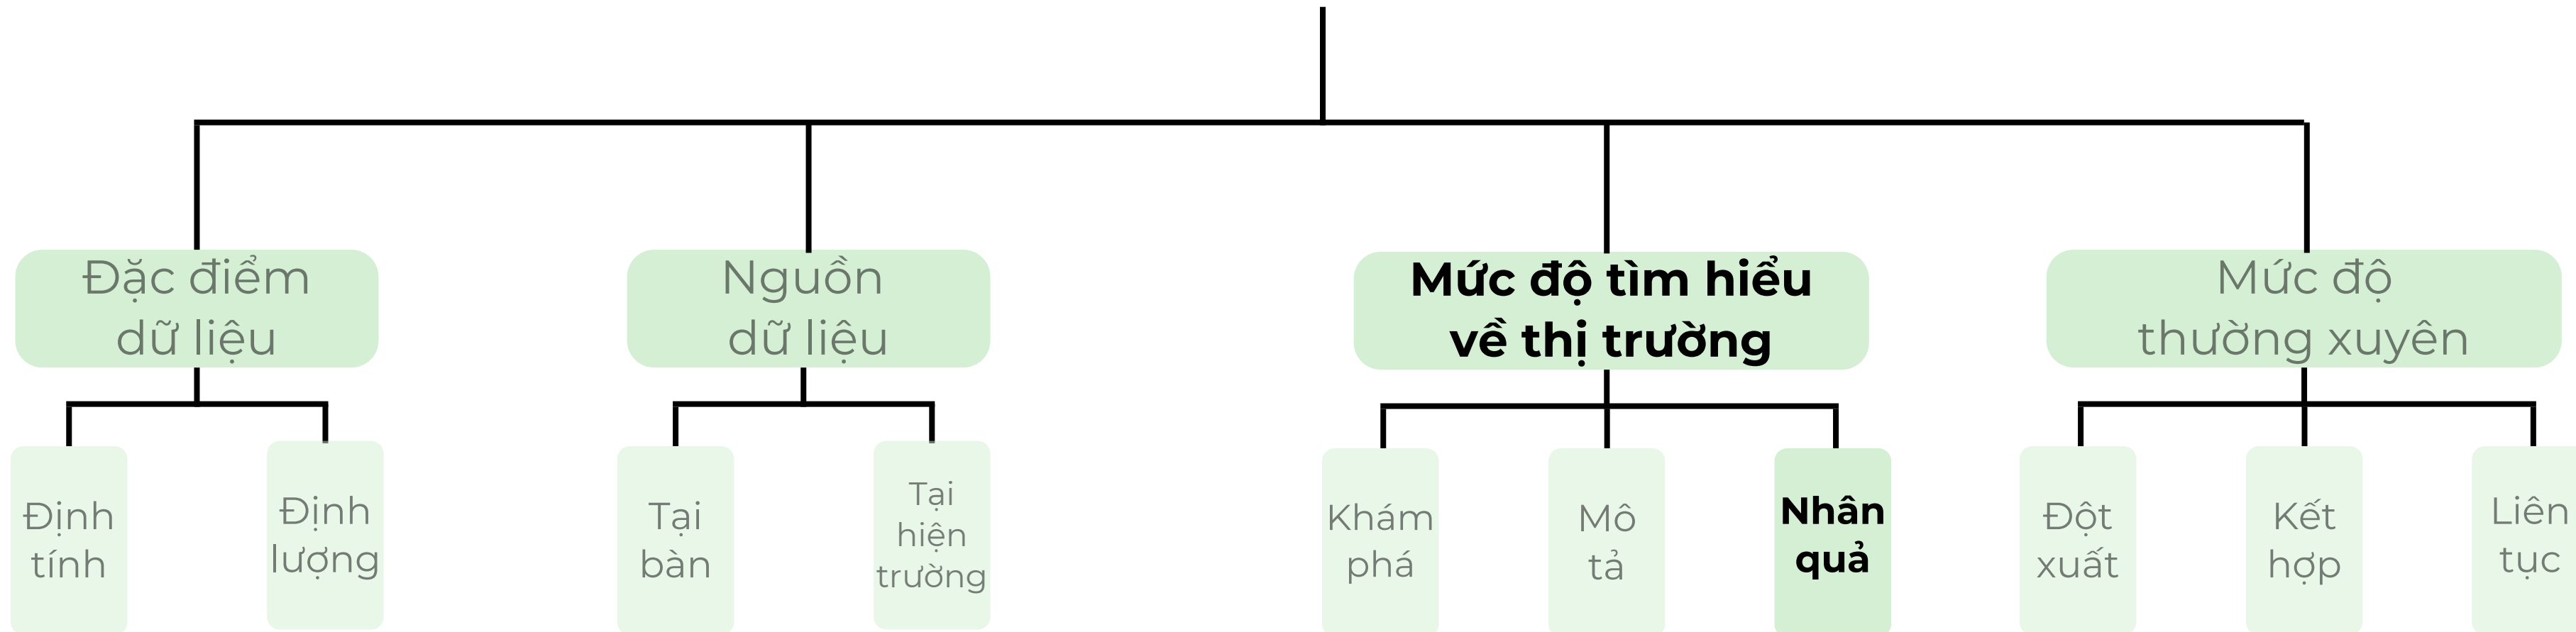 Đặc điểm
dữ liệu
Nguồn
dữ liệu
Mức độ tìm hiểu
về thị trường
Mức độ
thường xuyên
Định
tính
Định
lượng
Tại
bàn
Tại
hiện
trường
Khám
phá
Mô
tả
Nhân
quả
Đột
xuất
Kết
hợp
Liên
tục